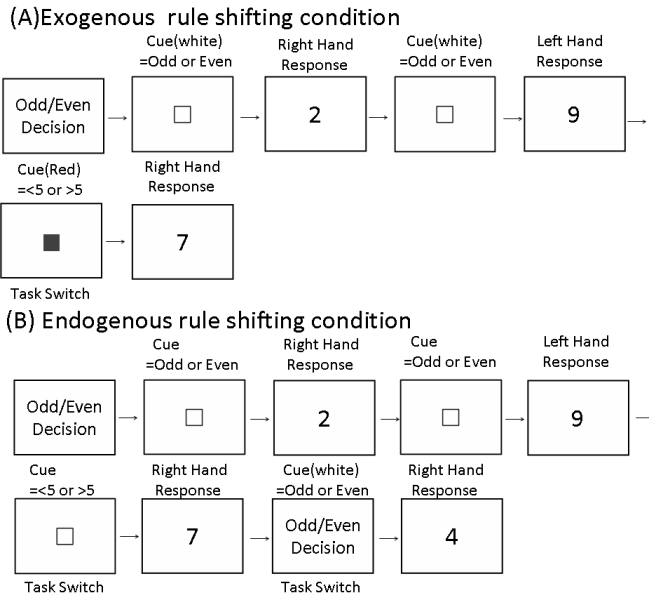 (A)Exogenous rule shifting condition
Cue(white)
=Odd or Even
Right Hand
Response
Cue(white)
=Odd or Even
Left Hand
Response
Odd/Even
Decision
2
9
Cue(Red)
=<5 or >5
Right Hand
Response
7
Task Switch
(B) Endogenous rule shifting condition
Cue
=Odd or Even
Right Hand
Response
Cue
=Odd or Even
Left Hand
Response
Odd/Even
Decision
2
9
Cue
=<5 or >5
Right Hand
Response
Cue(white)
=Odd or Even
Right Hand
Response
7
Odd/Even
Decision
4
Task Switch
Task Switch